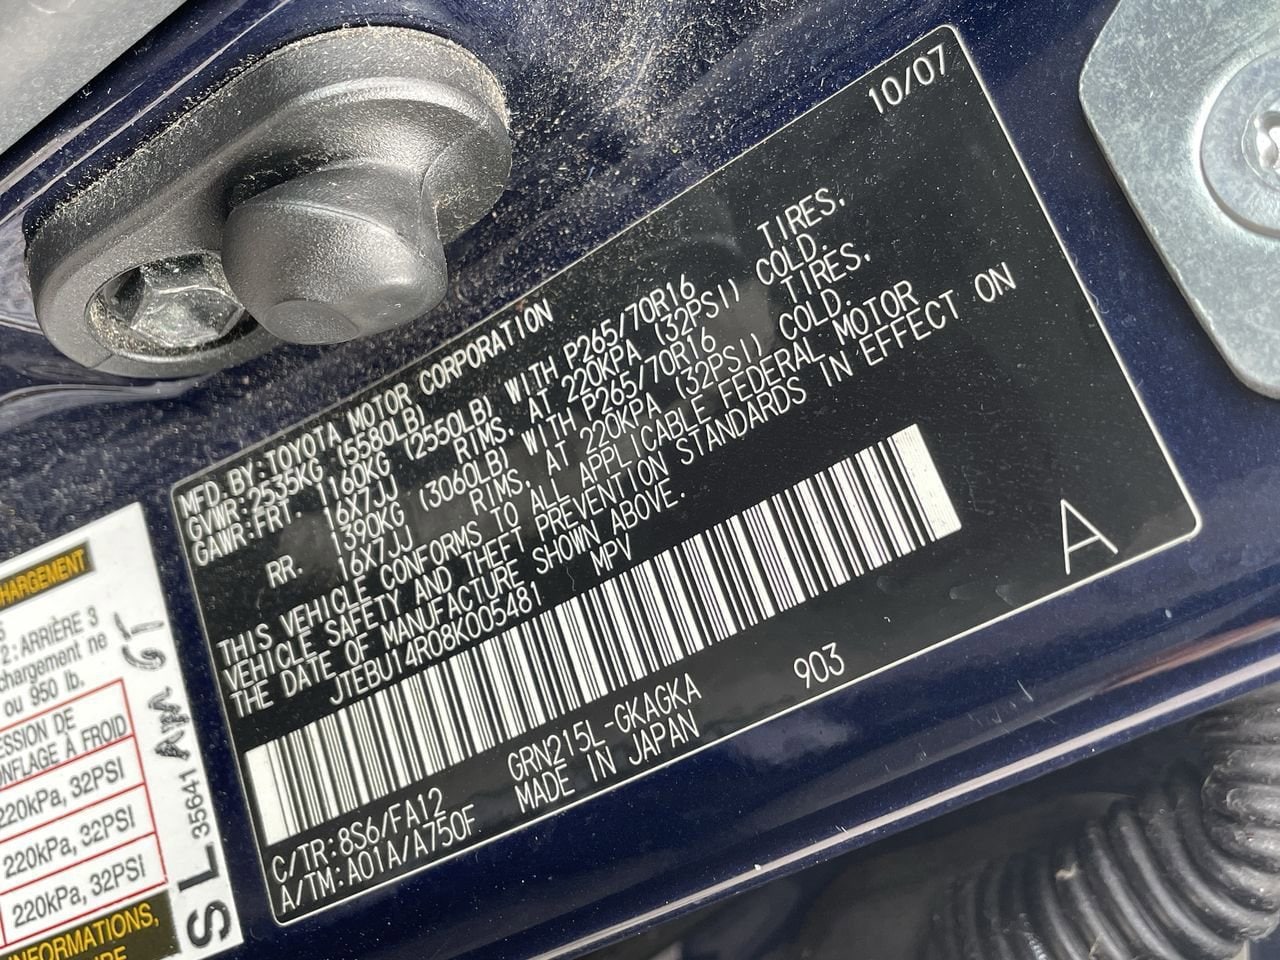 10/07
MFD. BY: TOYOTA MOTOR CORPORATION
GVWR: 2535KG (5580LB)
GAWR: FRT. 1160KG (2550LB) WITH P265/70R16 TIRES,
16X7JJ RIMS, AT 220KPA (32PSI) COLD.
RR. 1390KG (3060LB) WITH P265/70R16 TIRES,
16X7JJ RIMS, AT 220KPA (32PSI) COLD.
THIS VEHICLE CONFORMS TO ALL APPLICABLE FEDERAL MOTOR
VEHICLE SAFETY AND THEFT PREVENTION STANDARDS IN EFFECT ON
THE DATE OF MANUFACTURE SHOWN ABOVE.
JTEBU14R08K005481 MPV
A
C/TR: 8S6/FA12 GRN215L-GKAGKA 903
A/TM: A01A/A750F MADE IN JAPAN
HARGEMENT
2: ARRIÈRE 3
chargement ne
ou 950 lb.
ESSION DE
NFLAGE À FROID
220kPa, 32PSI
220kPa, 32PSI
220kPa, 32PSI
INFORMATIONS,
SL 35641